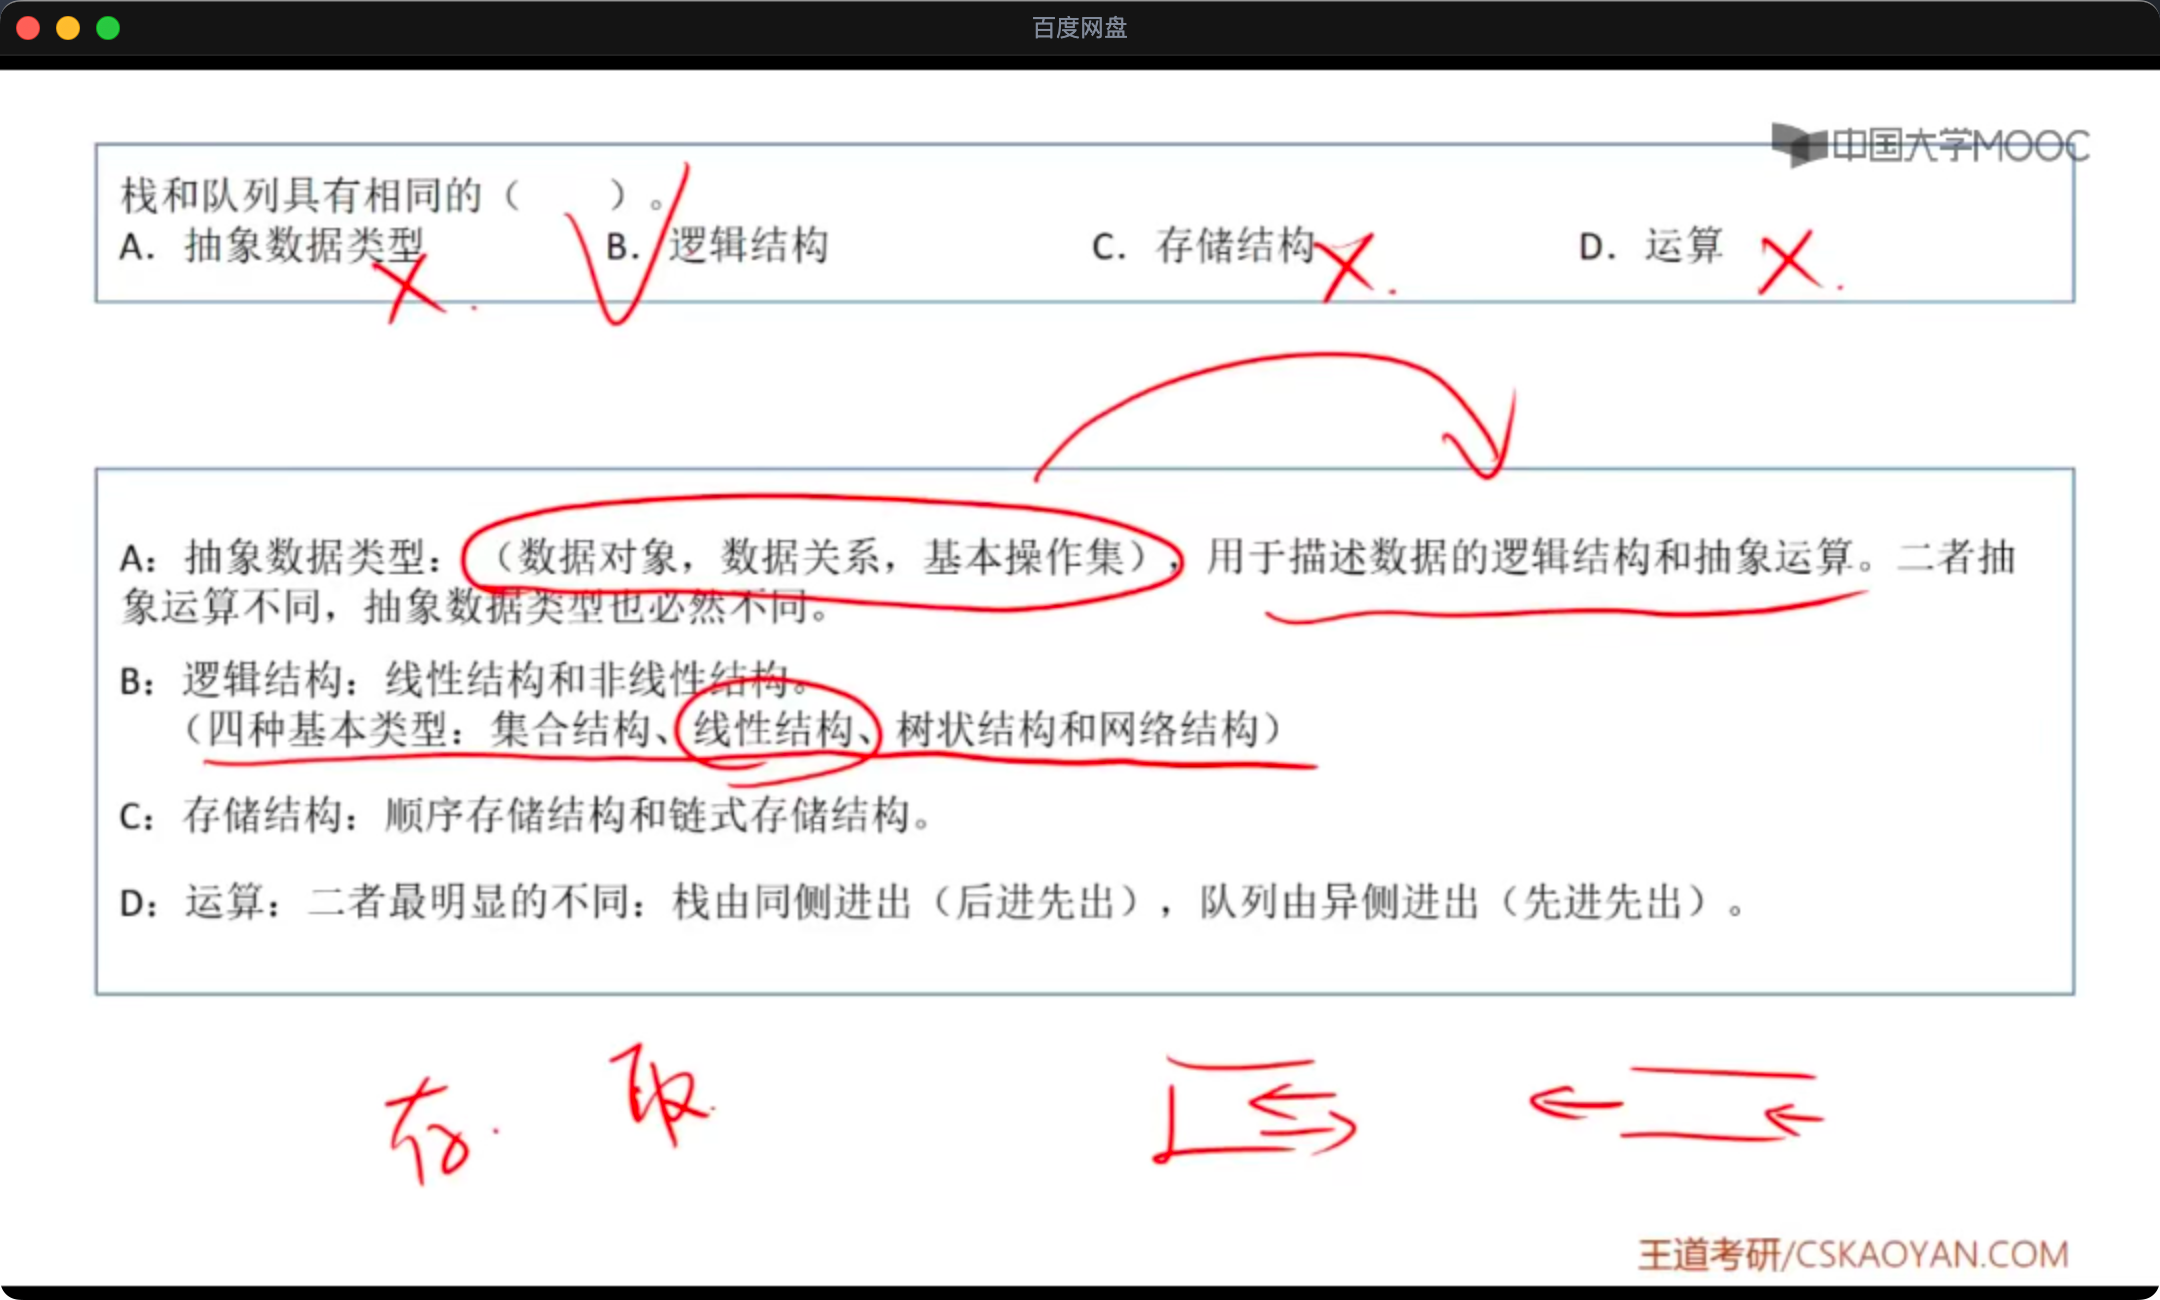 百度网盘
中国大学MOOC
栈和队列具有相同的（　　）。
A. 抽象数据类型　B. 逻辑结构　C. 存储结构　D. 运算
A：抽象数据类型：（数据对象，数据关系，基本操作集），用于描述数据的逻辑结构和抽象运算。二者抽
象运算不同，抽象数据类型也必然不同。
B：逻辑结构：线性结构和非线性结构。
（四种基本类型：集合结构、线性结构、树状结构和网络结构）
C：存储结构：顺序存储结构和链式存储结构。
D：运算：二者最明显的不同：栈由同侧进出（后进先出），队列由异侧进出（先进先出）。
存. 取.
王道考研/CSKAOYAN.COM